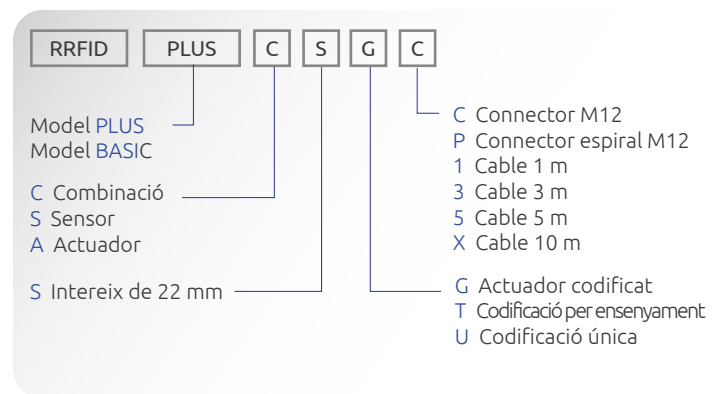 RRFID PLUS C S G C
Model PLUS
Model BASIC
C Combinació
S Sensor
A Actuador
S Intereix de 22 mm
C Connector M12
P Connector espiral M12
1 Cable 1 m
3 Cable 3 m
5 Cable 5 m
X Cable 10 m
G Actuador codificat
T Codificació per ensenyament
U Codificació única